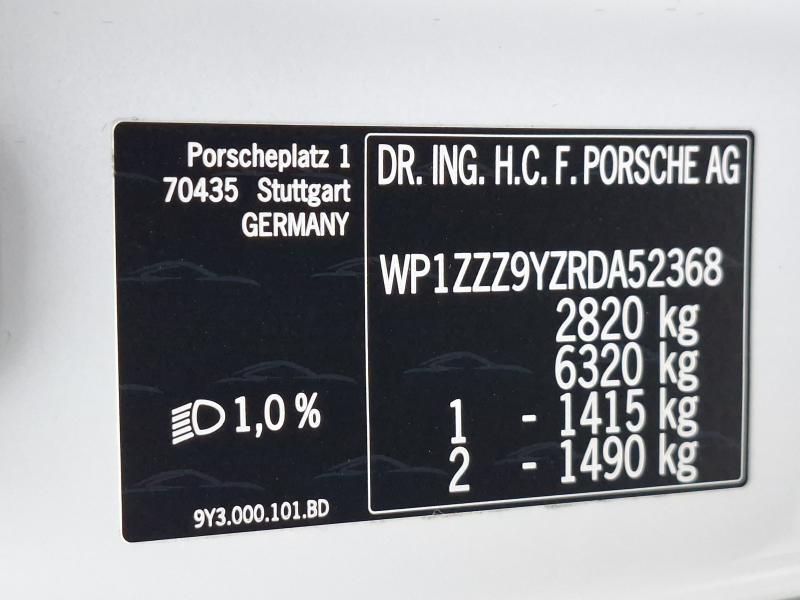 Porscheplatz 1
70435 Stuttgart
GERMANY
1,0 %
9Y3.000.101.BD
DR. ING. H.C. F. PORSCHE AG
WP1ZZZ9YZRDA52368
2820 kg
6320 kg
1 - 1415 kg
2 - 1490 kg